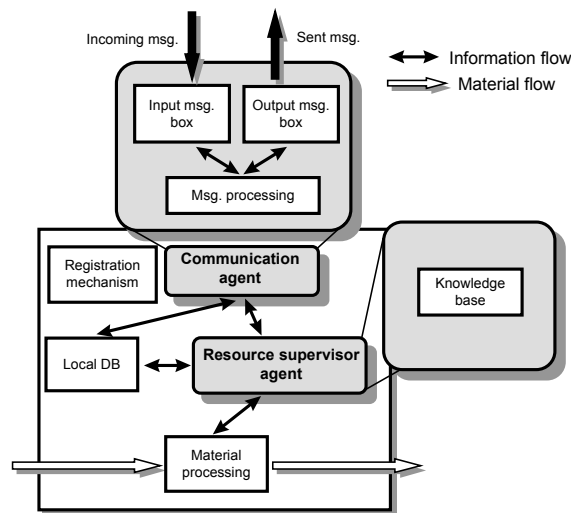 Incoming msg.
Sent msg.
Information flow
Material flow
Input msg.
box
Output msg.
box
Msg. processing
Registration
mechanism
Communication
agent
Knowledge
base
Local DB
Resource supervisor
agent
Material
processing